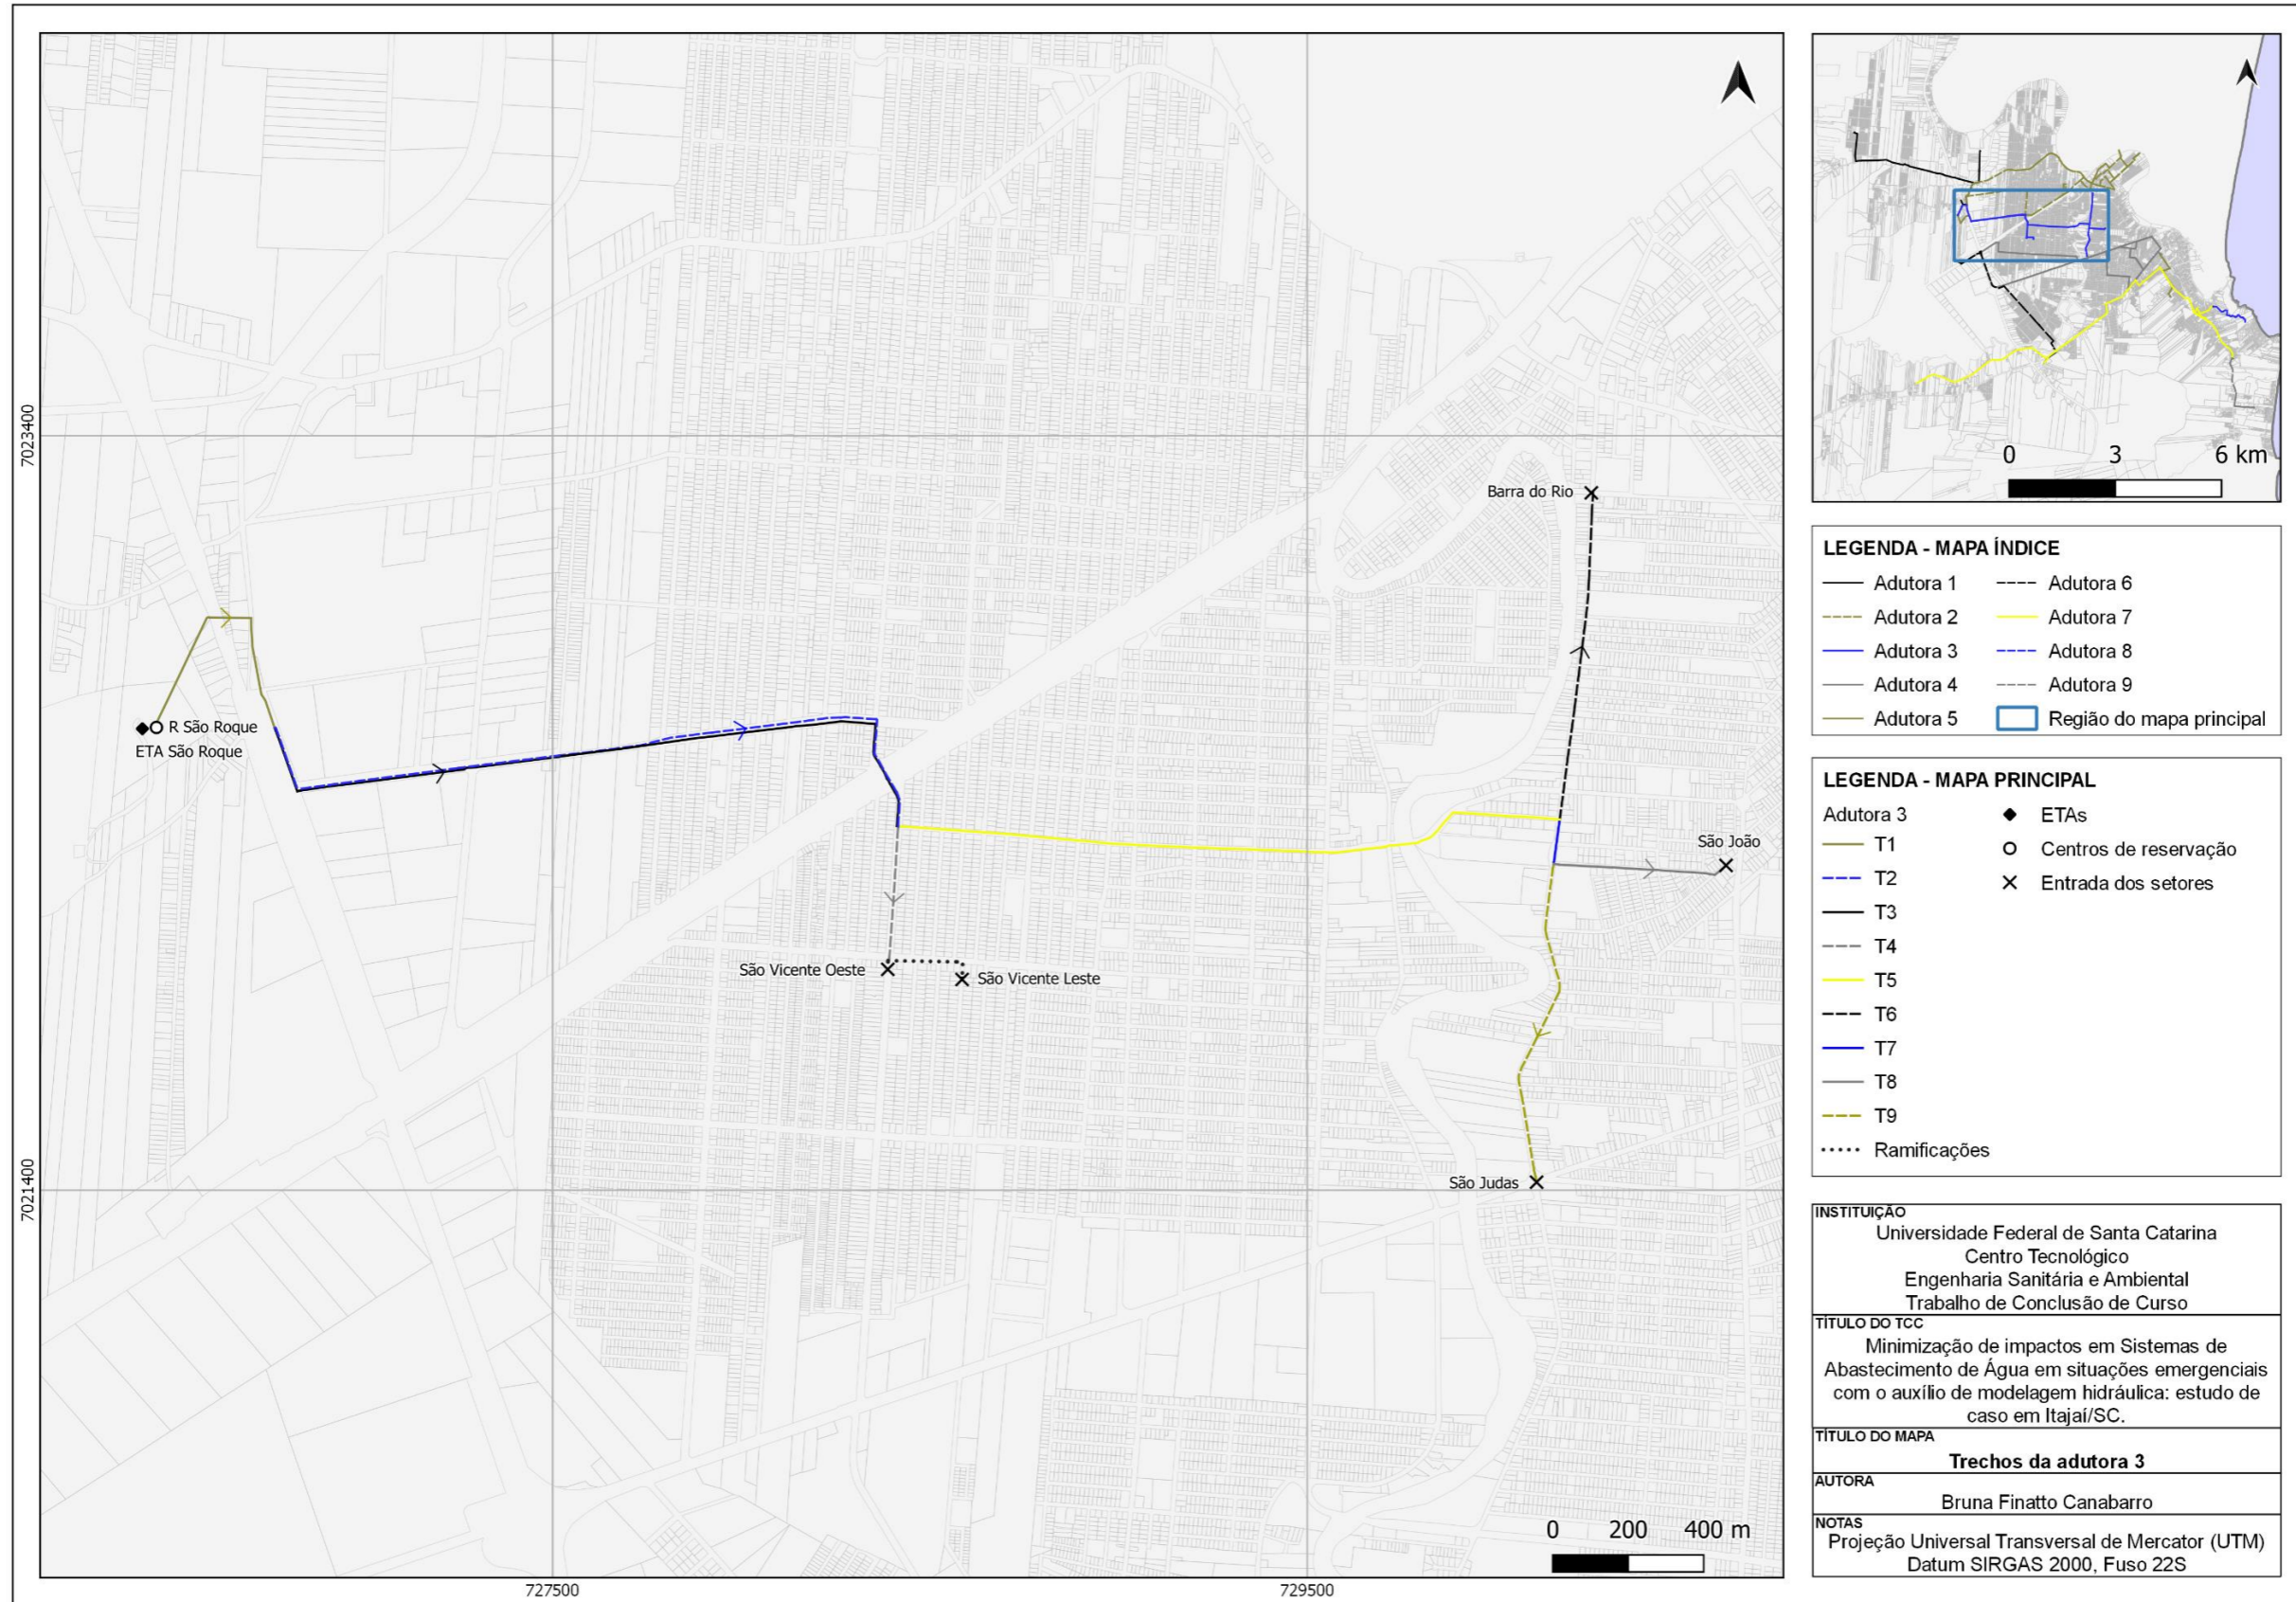 7023400
7021400
727500
729500
Barra do Rio
R São Roque
ETA São Roque
São João
São Vicente Oeste
São Vicente Leste
São Judas
0 200 400 m
0 3 6 km
LEGENDA - MAPA ÍNDICE
Adutora 1
Adutora 2
Adutora 3
Adutora 4
Adutora 5
Adutora 6
Adutora 7
Adutora 8
Adutora 9
Região do mapa principal
LEGENDA - MAPA PRINCIPAL
Adutora 3
T1
T2
T3
T4
T5
T6
T7
T8
T9
Ramificações
ETAs
Centros de reservação
Entrada dos setores
INSTITUIÇÃO
Universidade Federal de Santa Catarina
Centro Tecnológico
Engenharia Sanitária e Ambiental
Trabalho de Conclusão de Curso
TÍTULO DO TCC
Minimização de impactos em Sistemas de
Abastecimento de Água em situações emergenciais
com o auxílio de modelagem hidráulica: estudo de
caso em Itajaí/SC.
TÍTULO DO MAPA
Trechos da adutora 3
AUTORA
Bruna Finatto Canabarro
NOTAS
Projeção Universal Transversal de Mercator (UTM)
Datum SIRGAS 2000, Fuso 22S